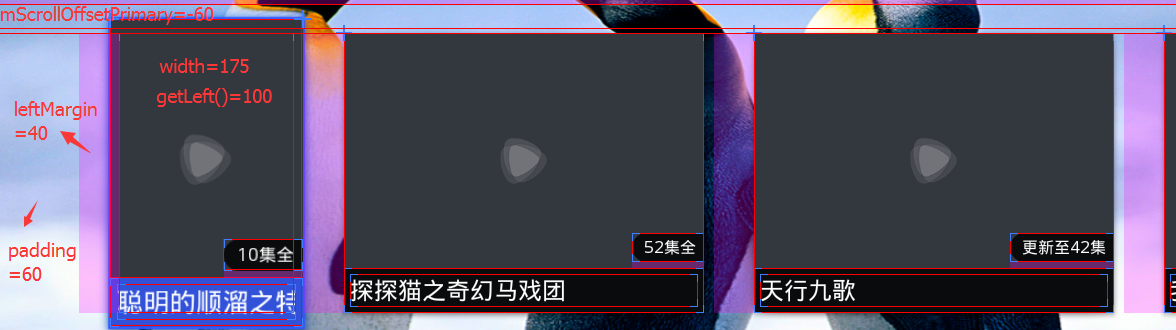 mScrollOffsetPrimary=-60
width=175
getLeft()=100
leftMargin
=40
padding
=60
10集全
52集全
更新至42集
聪明的顺溜之特
探探猫之奇幻马戏团
天行九歌